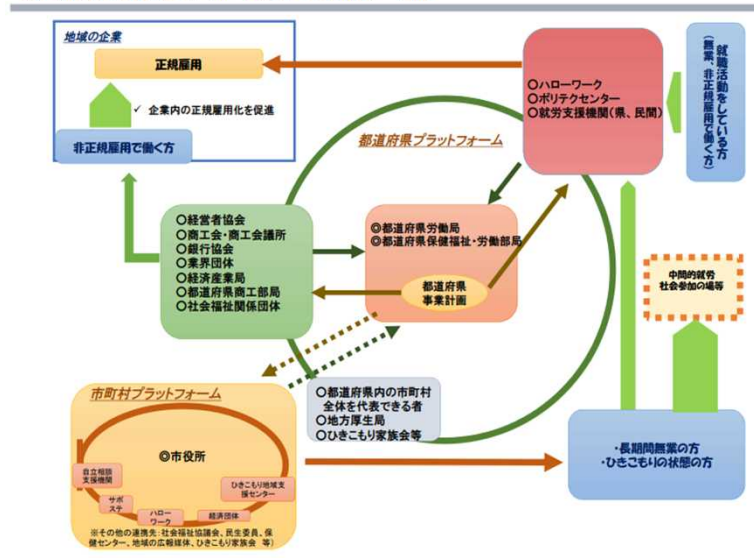 地域の企業
正規雇用
✓ 企業内の正規雇用化を促進
非正規雇用で働く方
都道府県プラットフォーム
〇ハローワーク
〇ポリテクセンター
〇就労支援機関(県、民間)
就職活動をしている方
(無業、非正規雇用で働く方)
〇経営者協会
〇商工会・商工会議所
〇銀行協会
〇業界団体
〇経済産業局
〇都道府県商工部局
〇社会福祉関係団体
◎都道府県労働局
◎都道府県保健福祉・労働部局
都道府県
事業計画
中間的就労
社会参加の場等
市町村プラットフォーム
◎市役所
自立相談
支援機関
サポ
ステ
ハロー
ワーク
経済団体
ひきこもり地域支
援センター
※その他の連携先：社会福祉協議会、民生委員、保
健センター、地域の広報媒体、ひきこもり家族会 等)
〇都道府県内の市町村
全体を代表できる者
〇地方厚生局
〇ひきこもり家族会等
・長期間無業の方
・ひきこもりの状態の方